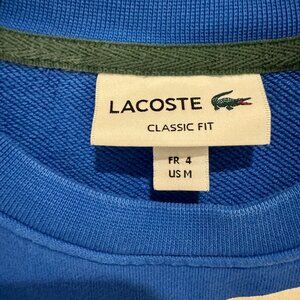 LACOSTE
CLASSIC FIT
FR 4
US M